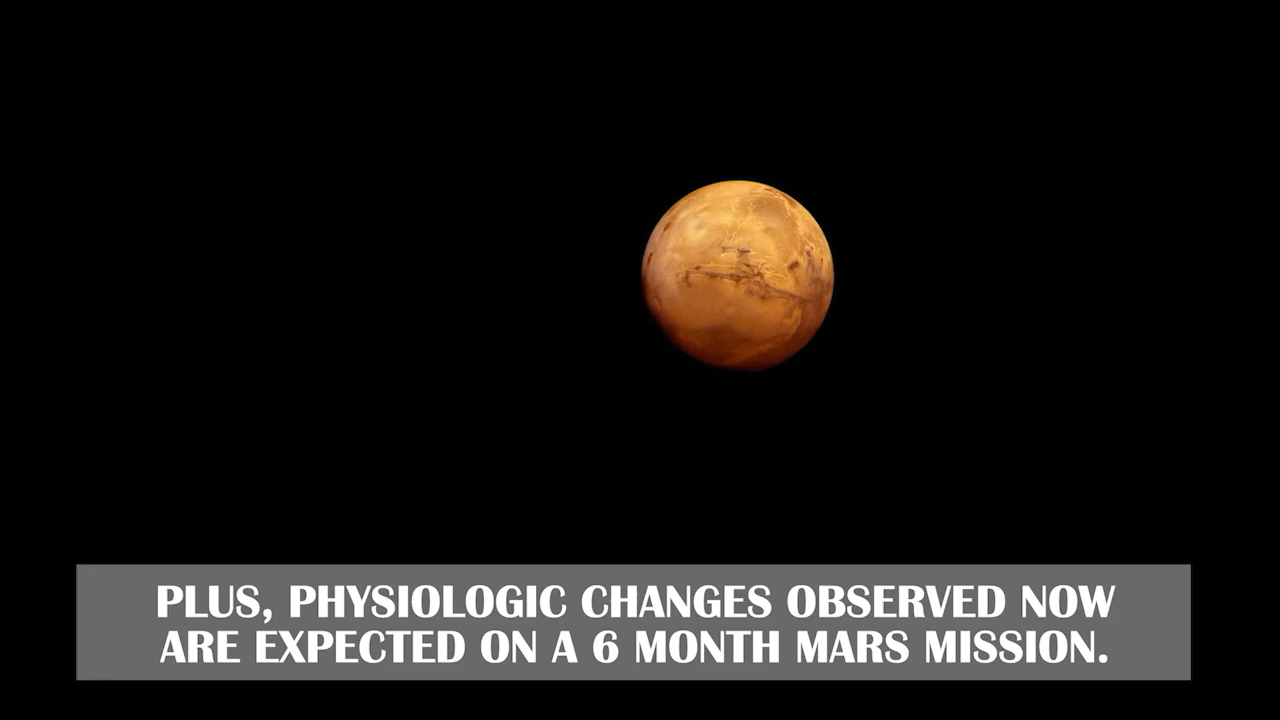 PLUS, PHYSIOLOGIC CHANGES OBSERVED NOW
ARE EXPECTED ON A 6 MONTH MARS MISSION.